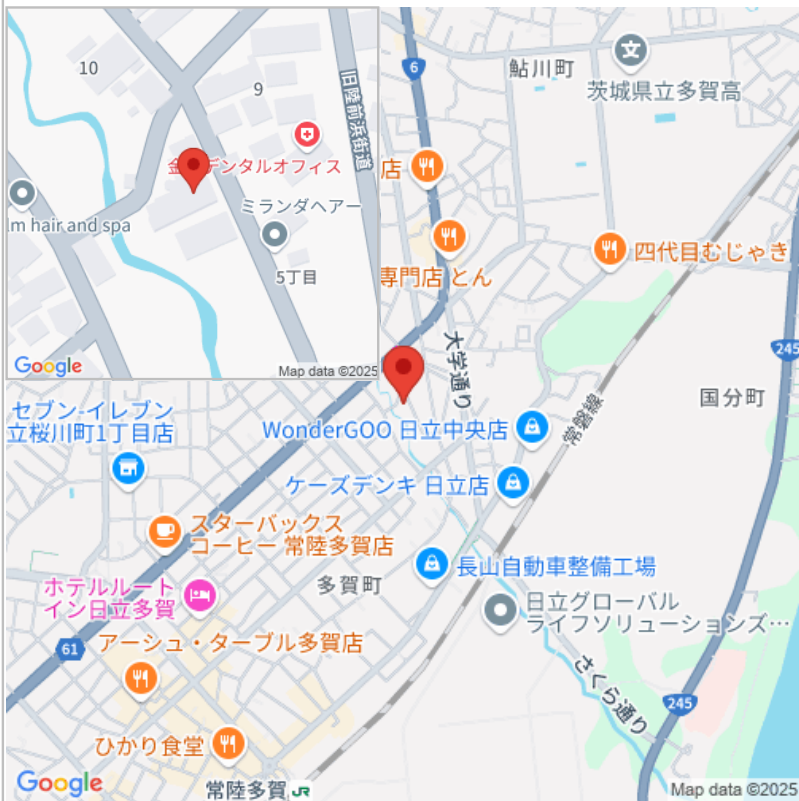 10
9
旧陸前浜街道
デンタルオフィス
ミランダヘアー
lm hair and spa
5丁目
Google
Map data ©2025
6
鮎川町
茨城県立多賀高
店
専門店 とん
四代目むじゃき
大学通り
245
国分町
常磐線
セブン-イレブン
立桜川町1丁目店
WonderGOO 日立中央店
ケーズデンキ 日立店
スターバックス
コーヒー 常陸多賀店
長山自動車整備工場
多賀町
ホテルルート
イン日立多賀
日立グローバル
ライフソリューションズ…
61
アーシュ・ターブル多賀店
さくら通り
245
ひかり食堂
常陸多賀 JR
Google
Map data ©2025